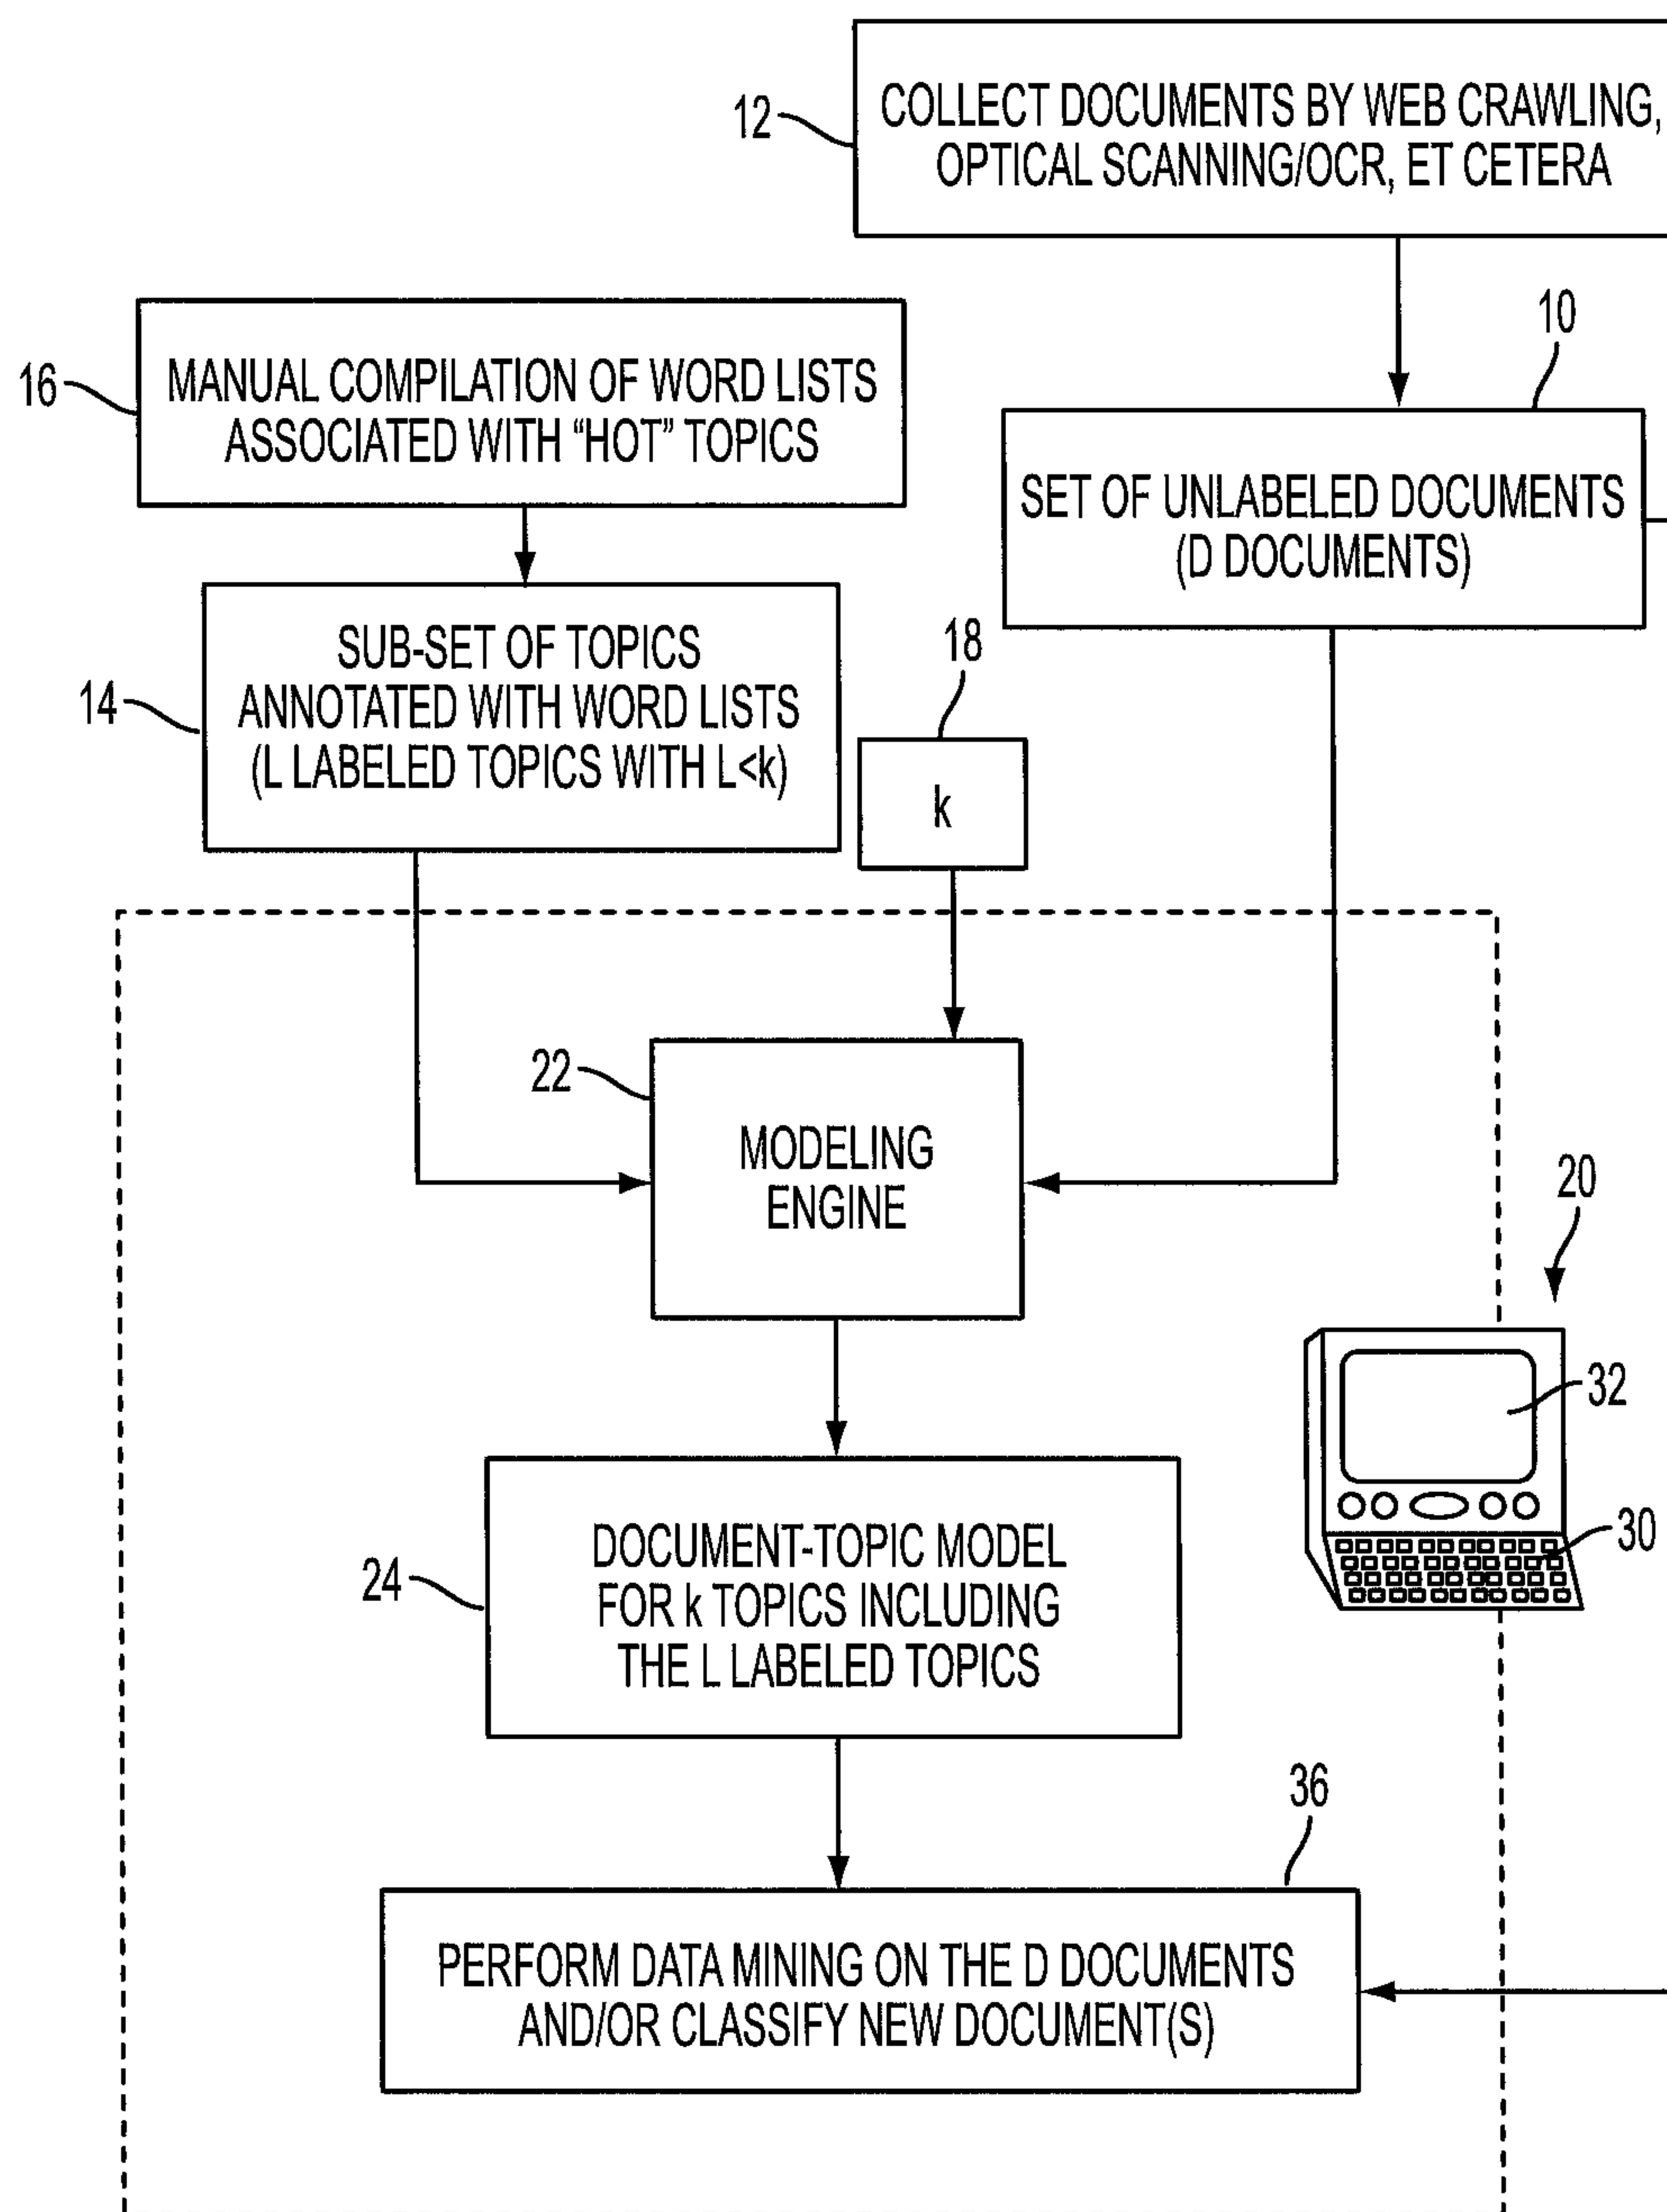 12
COLLECT DOCUMENTS BY WEB CRAWLING,
OPTICAL SCANNING/OCR, ET CETERA
16
MANUAL COMPILATION OF WORD LISTS
ASSOCIATED WITH “HOT” TOPICS
10
SET OF UNLABELED DOCUMENTS
(D DOCUMENTS)
14
SUB-SET OF TOPICS
ANNOTATED WITH WORD LISTS
(L LABELED TOPICS WITH L<k)
18
k
22
MODELING
ENGINE
20
32
30
24
DOCUMENT-TOPIC MODEL
FOR k TOPICS INCLUDING
THE L LABELED TOPICS
36
PERFORM DATA MINING ON THE D DOCUMENTS
AND/OR CLASSIFY NEW DOCUMENT(S)